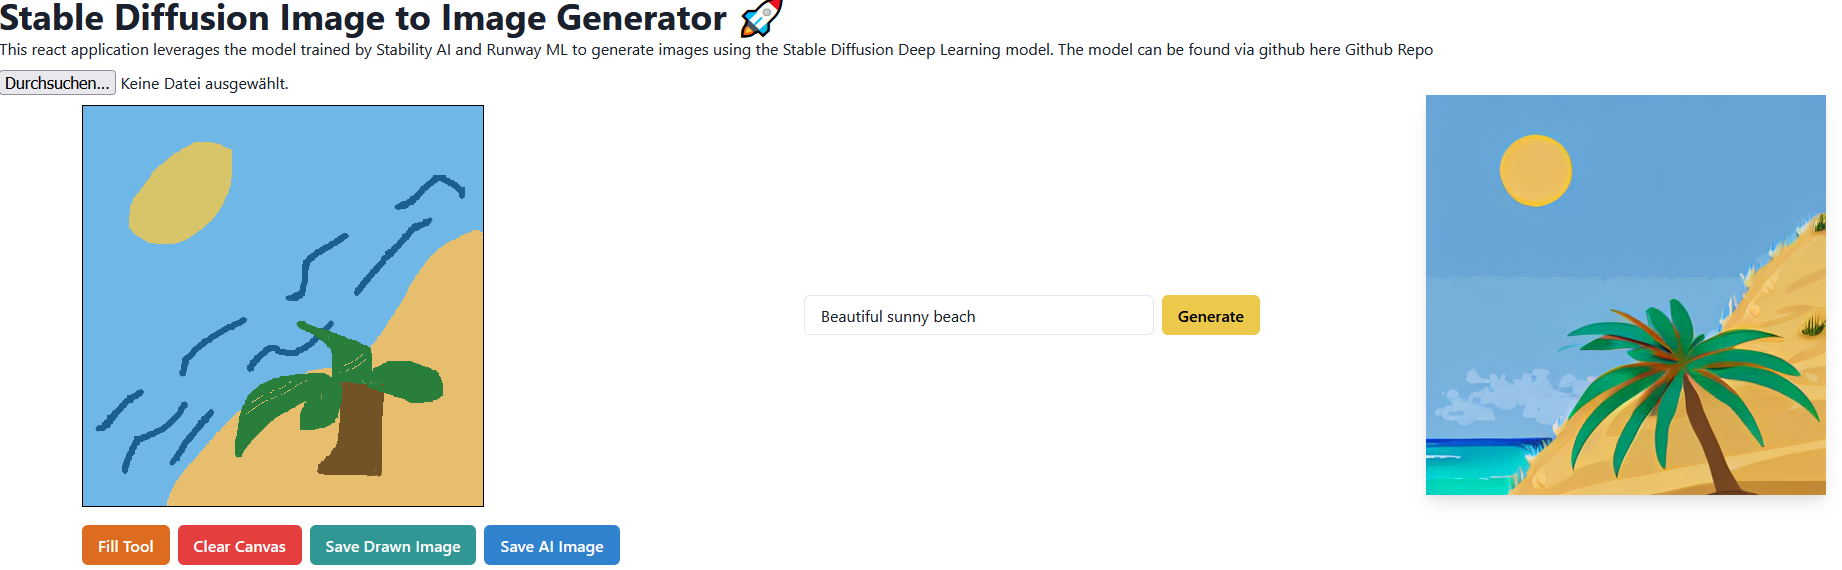 Stable Diffusion Image to Image Generator 🚀
This react application leverages the model trained by Stability AI and Runway ML to generate images using the Stable Diffusion Deep Learning model. The model can be found via github here Github Repo
Durchsuchen... Keine Datei ausgewählt.
Beautiful sunny beach
Generate
Fill Tool
Clear Canvas
Save Drawn Image
Save AI Image